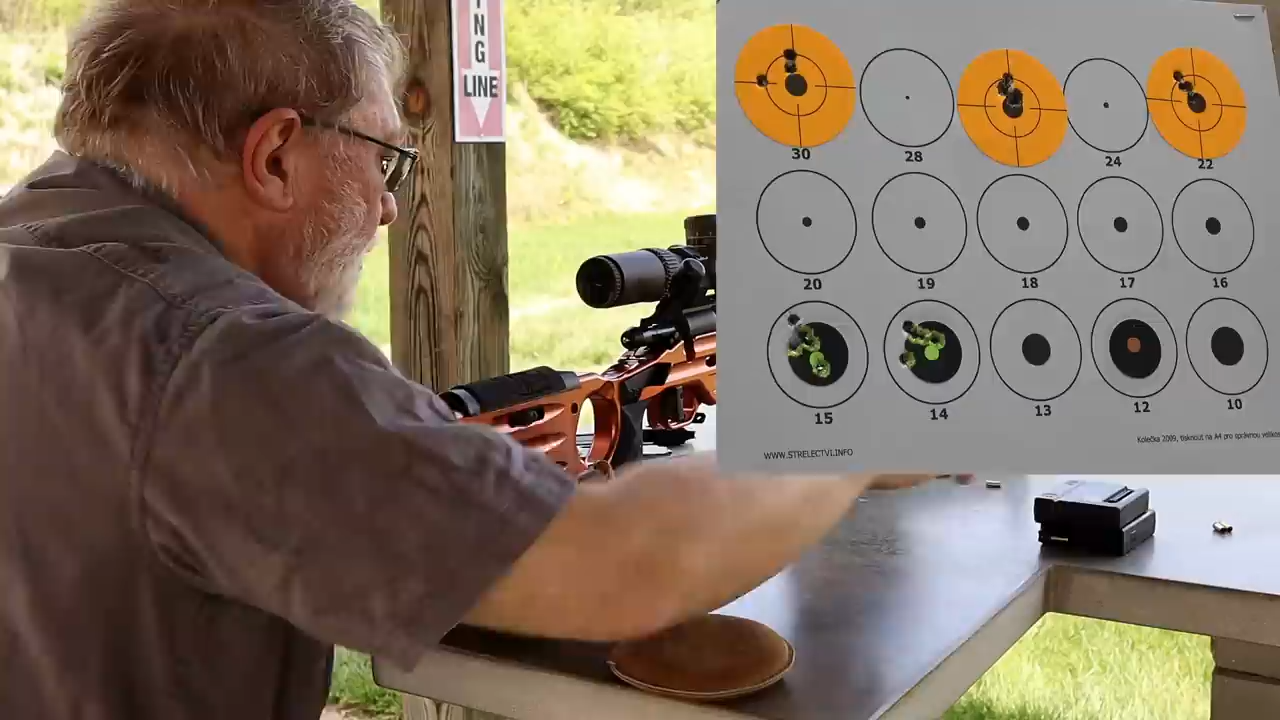 ING
LINE
30 28 24 22
20 19 18 17 16
15 14 13 12 10
Kolečka 2009, tisknout na A4 pro správnou velikos
WWW.STRELECTVI.INFO